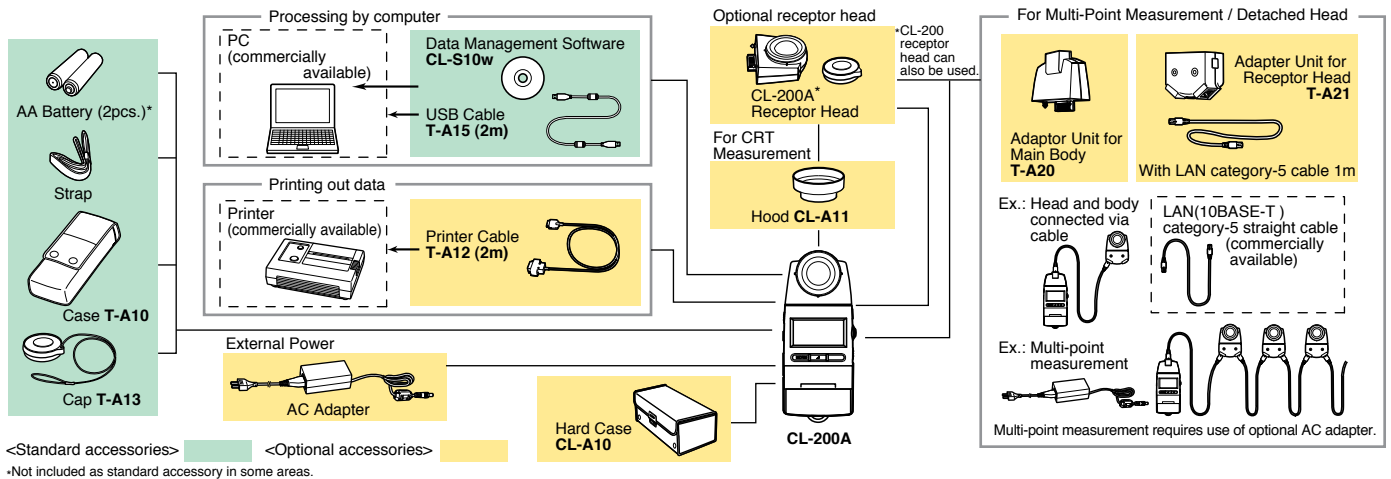 AA Battery (2pcs.)*
Strap
Case T-A10
Cap T-A13
Processing by computer
PC
(commercially
available)
Data Management Software
CL-S10w
USB Cable
T-A15 (2m)
Printing out data
Printer
(commercially available)
Printer Cable
T-A12 (2m)
External Power
AC Adapter
Hard Case
CL-A10
Optional receptor head
*CL-200
receptor
head can
also be used.
CL-200A*
Receptor Head
For CRT
Measurement
Hood CL-A11
CL-200A
For Multi-Point Measurement / Detached Head
Adaptor Unit for
Main Body
T-A20
Adapter Unit for
Receptor Head
T-A21
With LAN category-5 cable 1m
Ex.: Head and body
connected via
cable
LAN(10BASE-T )
category-5 straight cable
(commercially
available)
Ex.: Multi-point
measurement
Multi-point measurement requires use of optional AC adapter.
<Standard accessories>
<Optional accessories>
*Not included as standard accessory in some areas.